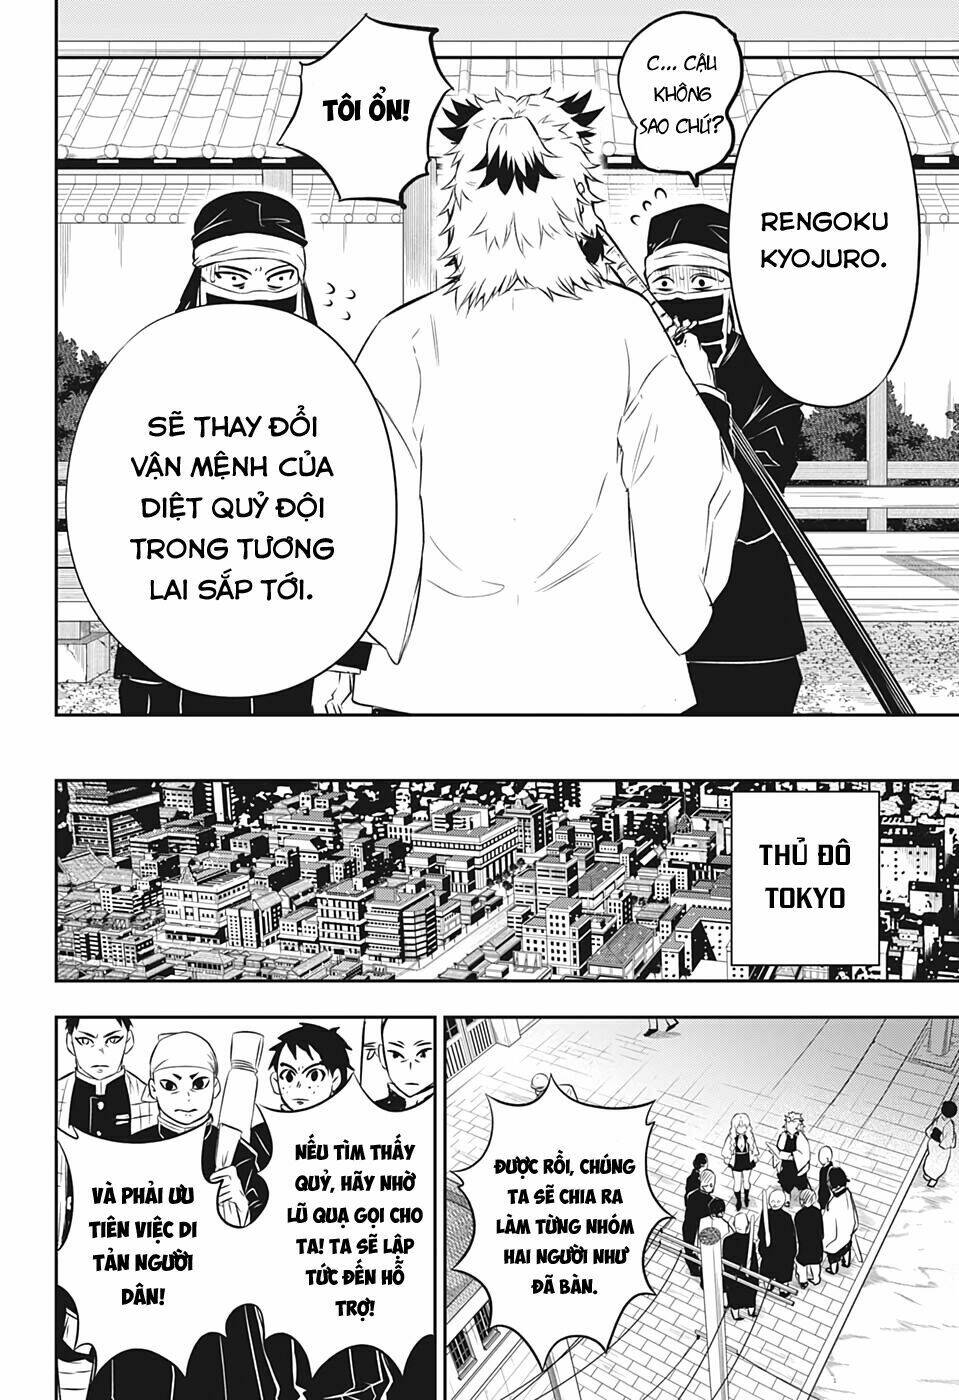 C... CẬU
KHÔNG
SAO CHỨ?
TÔI ỔN!
RENGOKU
KYOJURO.
SẼ THAY ĐỔI
VẬN MỆNH CỦA
DIỆT QUỶ ĐỘI
TRONG TƯƠNG
LAI SẮP TỚI.
THỦ ĐÔ
TOKYO
ĐƯỢC RỒI, CHÚNG
TA SẼ CHIA RA
LÀM TỪNG NHÓM
HAI NGƯỜI NHƯ
ĐÃ BÀN.
NẾU TÌM THẤY
QUỶ, HÃY NHỜ
LŨ QUẠ GỌI CHO
TA! TA SẼ LẬP
TỨC ĐẾN HỖ
TRỢ!
VÀ PHẢI ƯU
TIÊN VIỆC DI
TẢN NGƯỜI
DÂN!